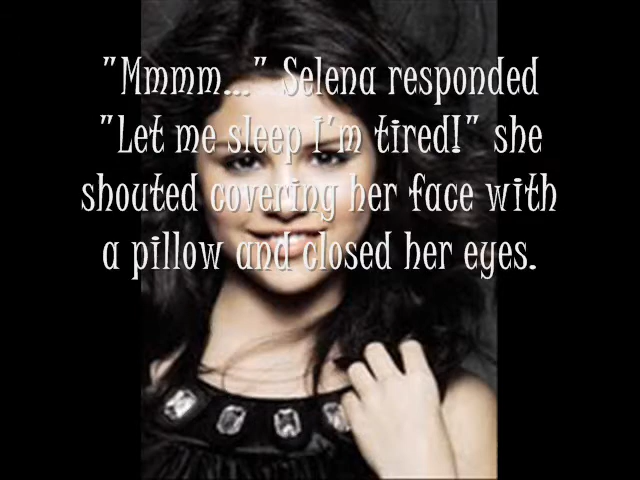 "Mmmm..." Selena responded
"Let me sleep I'm tired!" she
shouted covering her face with
a pillow and closed her eyes.